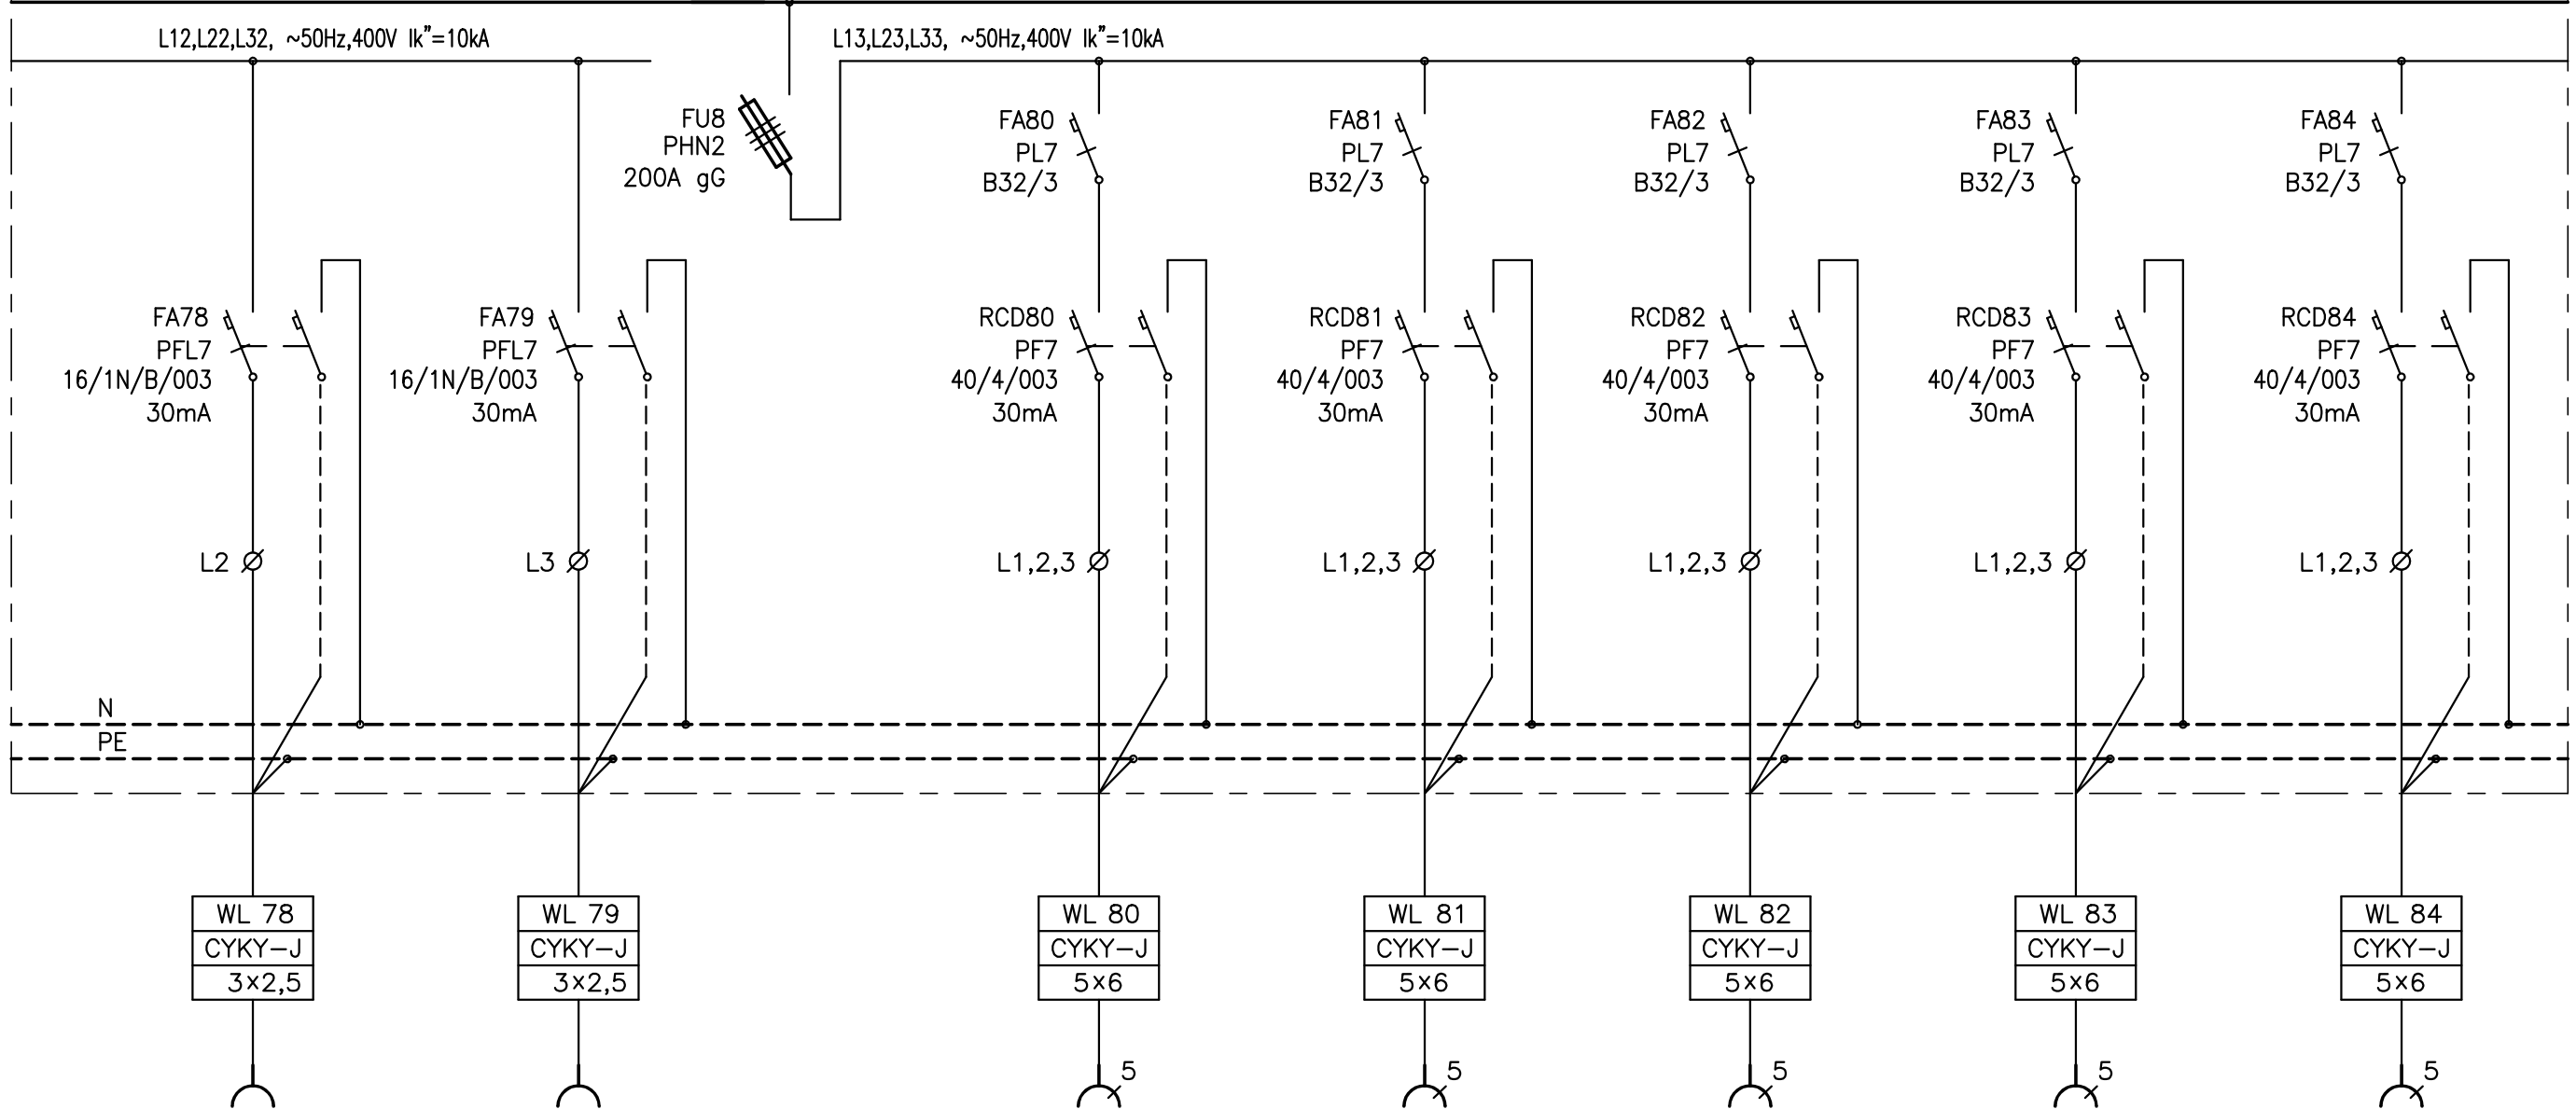 L12,L22,L32, ~50Hz,400V Ik"=10kA
L13,L23,L33, ~50Hz,400V Ik"=10kA
FU8
PHN2
200A gG
FA80
PL7
B32/3
FA81
PL7
B32/3
FA82
PL7
B32/3
FA83
PL7
B32/3
FA84
PL7
B32/3
FA78
PFL7
16/1N/B/003
30mA
FA79
PFL7
16/1N/B/003
30mA
RCD80
PF7
40/4/003
30mA
RCD81
PF7
40/4/003
30mA
RCD82
PF7
40/4/003
30mA
RCD83
PF7
40/4/003
30mA
RCD84
PF7
40/4/003
30mA
L2
L3
L1,2,3
L1,2,3
L1,2,3
L1,2,3
L1,2,3
N
PE
WL 78
CYKY-J
3x2,5
WL 79
CYKY-J
3x2,5
WL 80
CYKY-J
5x6
WL 81
CYKY-J
5x6
WL 82
CYKY-J
5x6
WL 83
CYKY-J
5x6
WL 84
CYKY-J
5x6
5
5
5
5
5